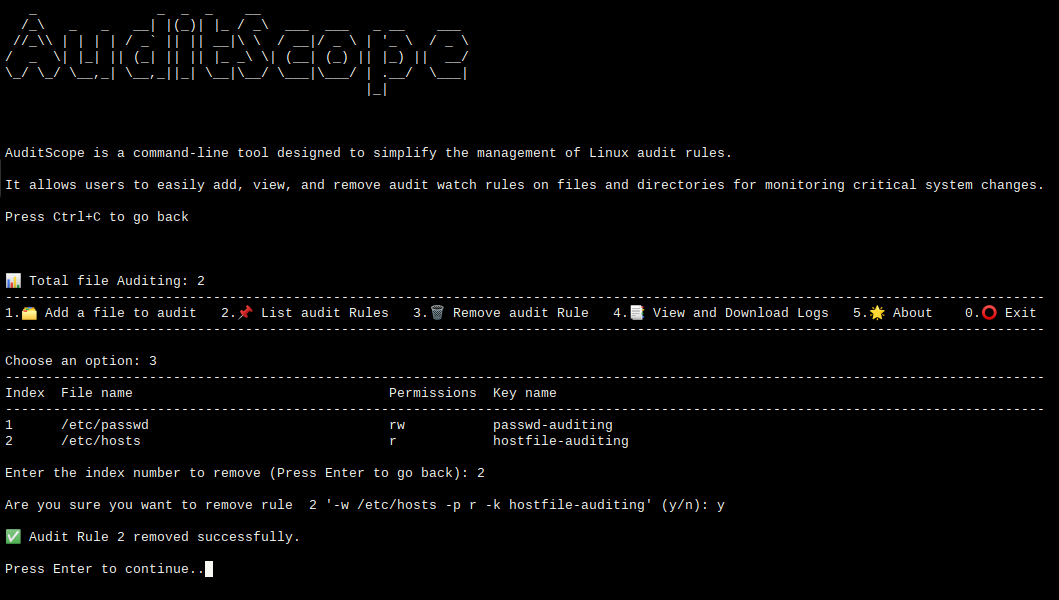 AuditScope
AuditScope is a command-line tool designed to simplify the management of Linux audit rules.
It allows users to easily add, view, and remove audit watch rules on files and directories for monitoring critical system changes.
Press Ctrl+C to go back
📊 Total file Auditing: 2
--------------------------------------------------------------------------------------------------------------------------------
1.🗂️ Add a file to audit   2.📌 List audit Rules   3.🗑️ Remove audit Rule   4.📑 View and Download Logs   5.🌟 About    0.⭕ Exit
--------------------------------------------------------------------------------------------------------------------------------
Choose an option: 3
--------------------------------------------------------------------------------------------------------------------------------
Index  File name                                Permissions  Key name
--------------------------------------------------------------------------------------------------------------------------------
1      /etc/passwd                              rw           passwd-auditing
2      /etc/hosts                               r            hostfile-auditing
Enter the index number to remove (Press Enter to go back): 2
Are you sure you want to remove rule  2 '-w /etc/hosts -p r -k hostfile-auditing' (y/n): y
✅ Audit Rule 2 removed successfully.
Press Enter to continue..